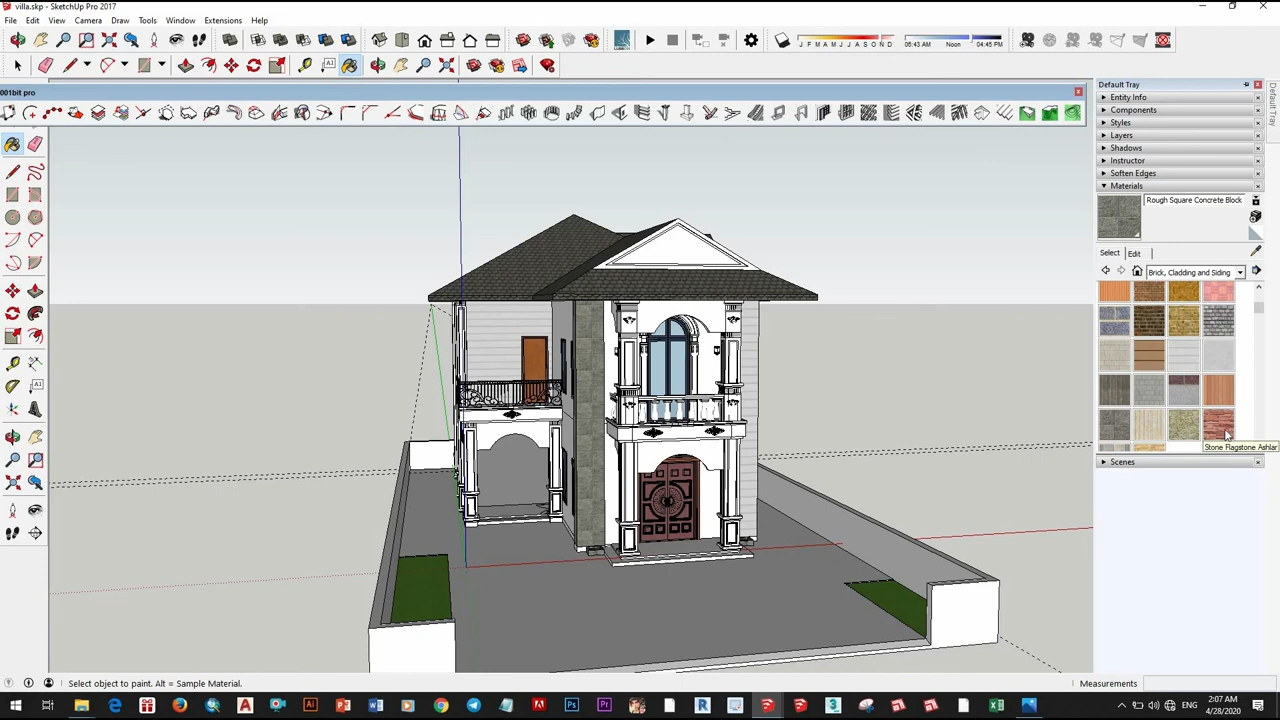 villa.skp - SketchUp Pro 2017
File Edit View Camera Draw Tools Window Extensions Help
J F M A M J J A S O N D
06:43 AM Noon 04:45 PM
001bit pro
Default Tray
Default Tray
Entity Info
Components
Styles
Layers
Shadows
Instructor
Soften Edges
Materials
Rough Square Concrete Block
Select Edit
Brick, Cladding and Siding
Stone Flagstone Ashlar
Scenes
Select object to paint. Alt = Sample Material.
Measurements
2:07 AM
4/28/2020